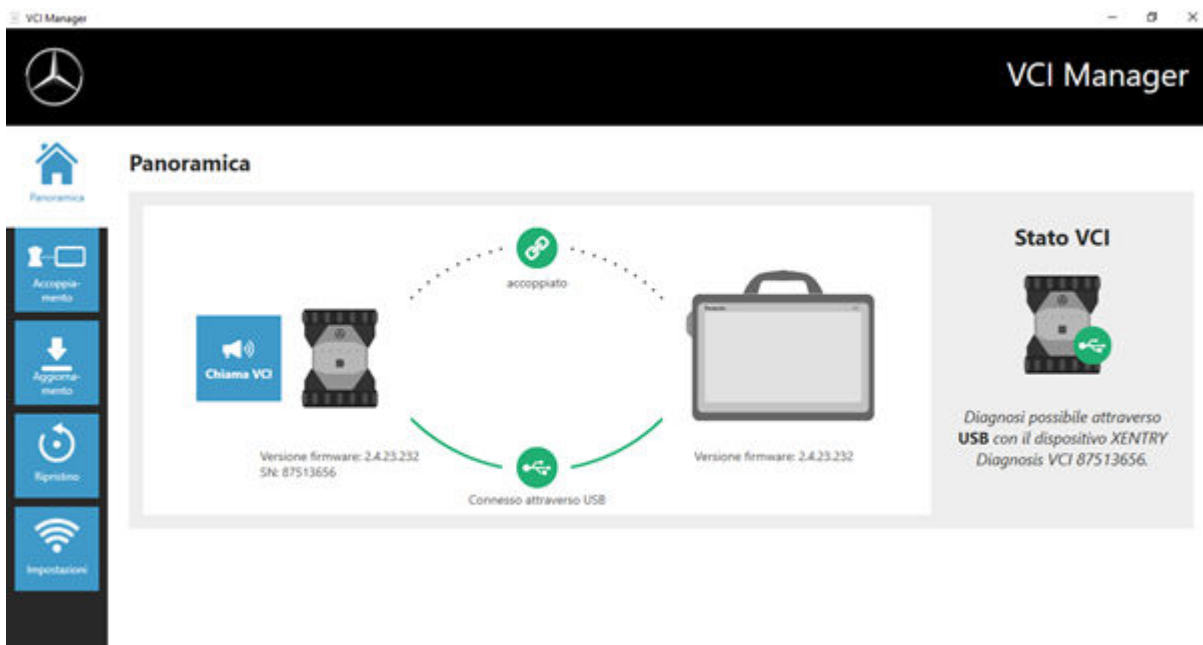 VCI Manager
VCI Manager
Panoramica
Panoramica
Accoppia-
mento
Aggiorna-
mento
Ripristino
Impostazioni
accoppiato
Chiama VCI
Versione firmware: 2.4.23.232
SN: 87513656
Connesso attraverso USB
Versione firmware: 2.4.23.232
Stato VCI
Diagnosi possibile attraverso
USB con il dispositivo XENTRY
Diagnosis VCI 87513656.